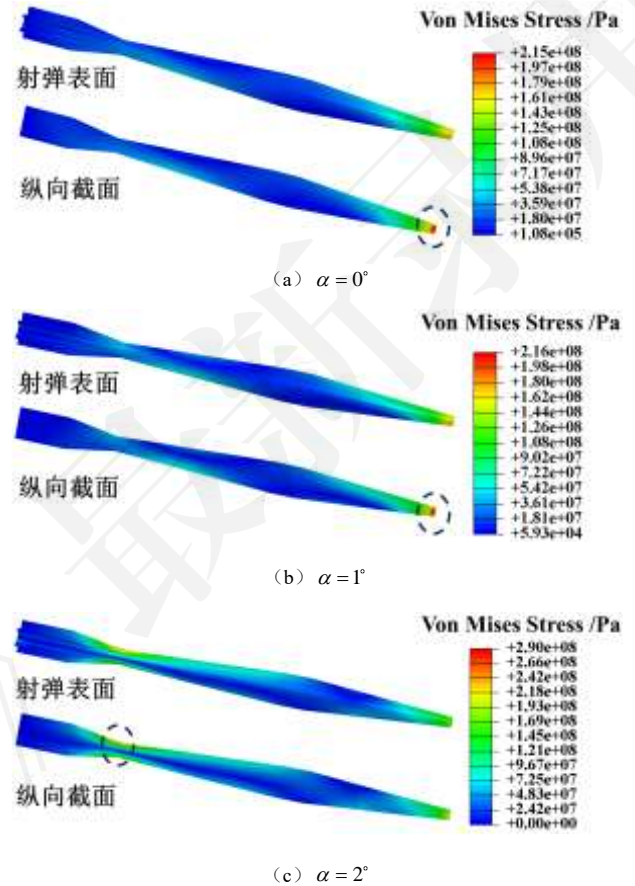 Von Mises Stress /Pa
射弹表面
纵向截面
+2.15e+08
+1.97e+08
+1.79e+08
+1.61e+08
+1.43e+08
+1.25e+08
+1.08e+08
+8.96e+07
+7.17e+07
+5.38e+07
+3.59e+07
+1.80e+07
+1.08e+05
（a） α = 0°
Von Mises Stress /Pa
射弹表面
纵向截面
+2.16e+08
+1.98e+08
+1.80e+08
+1.62e+08
+1.44e+08
+1.26e+08
+1.08e+08
+9.02e+07
+7.22e+07
+5.42e+07
+3.61e+07
+1.81e+07
+5.93e+04
（b） α = 1°
Von Mises Stress /Pa
射弹表面
纵向截面
+2.90e+08
+2.66e+08
+2.42e+08
+2.18e+08
+1.93e+08
+1.69e+08
+1.45e+08
+1.21e+08
+9.67e+07
+7.25e+07
+4.83e+07
+2.42e+07
+0.00e+00
（c） α = 2°